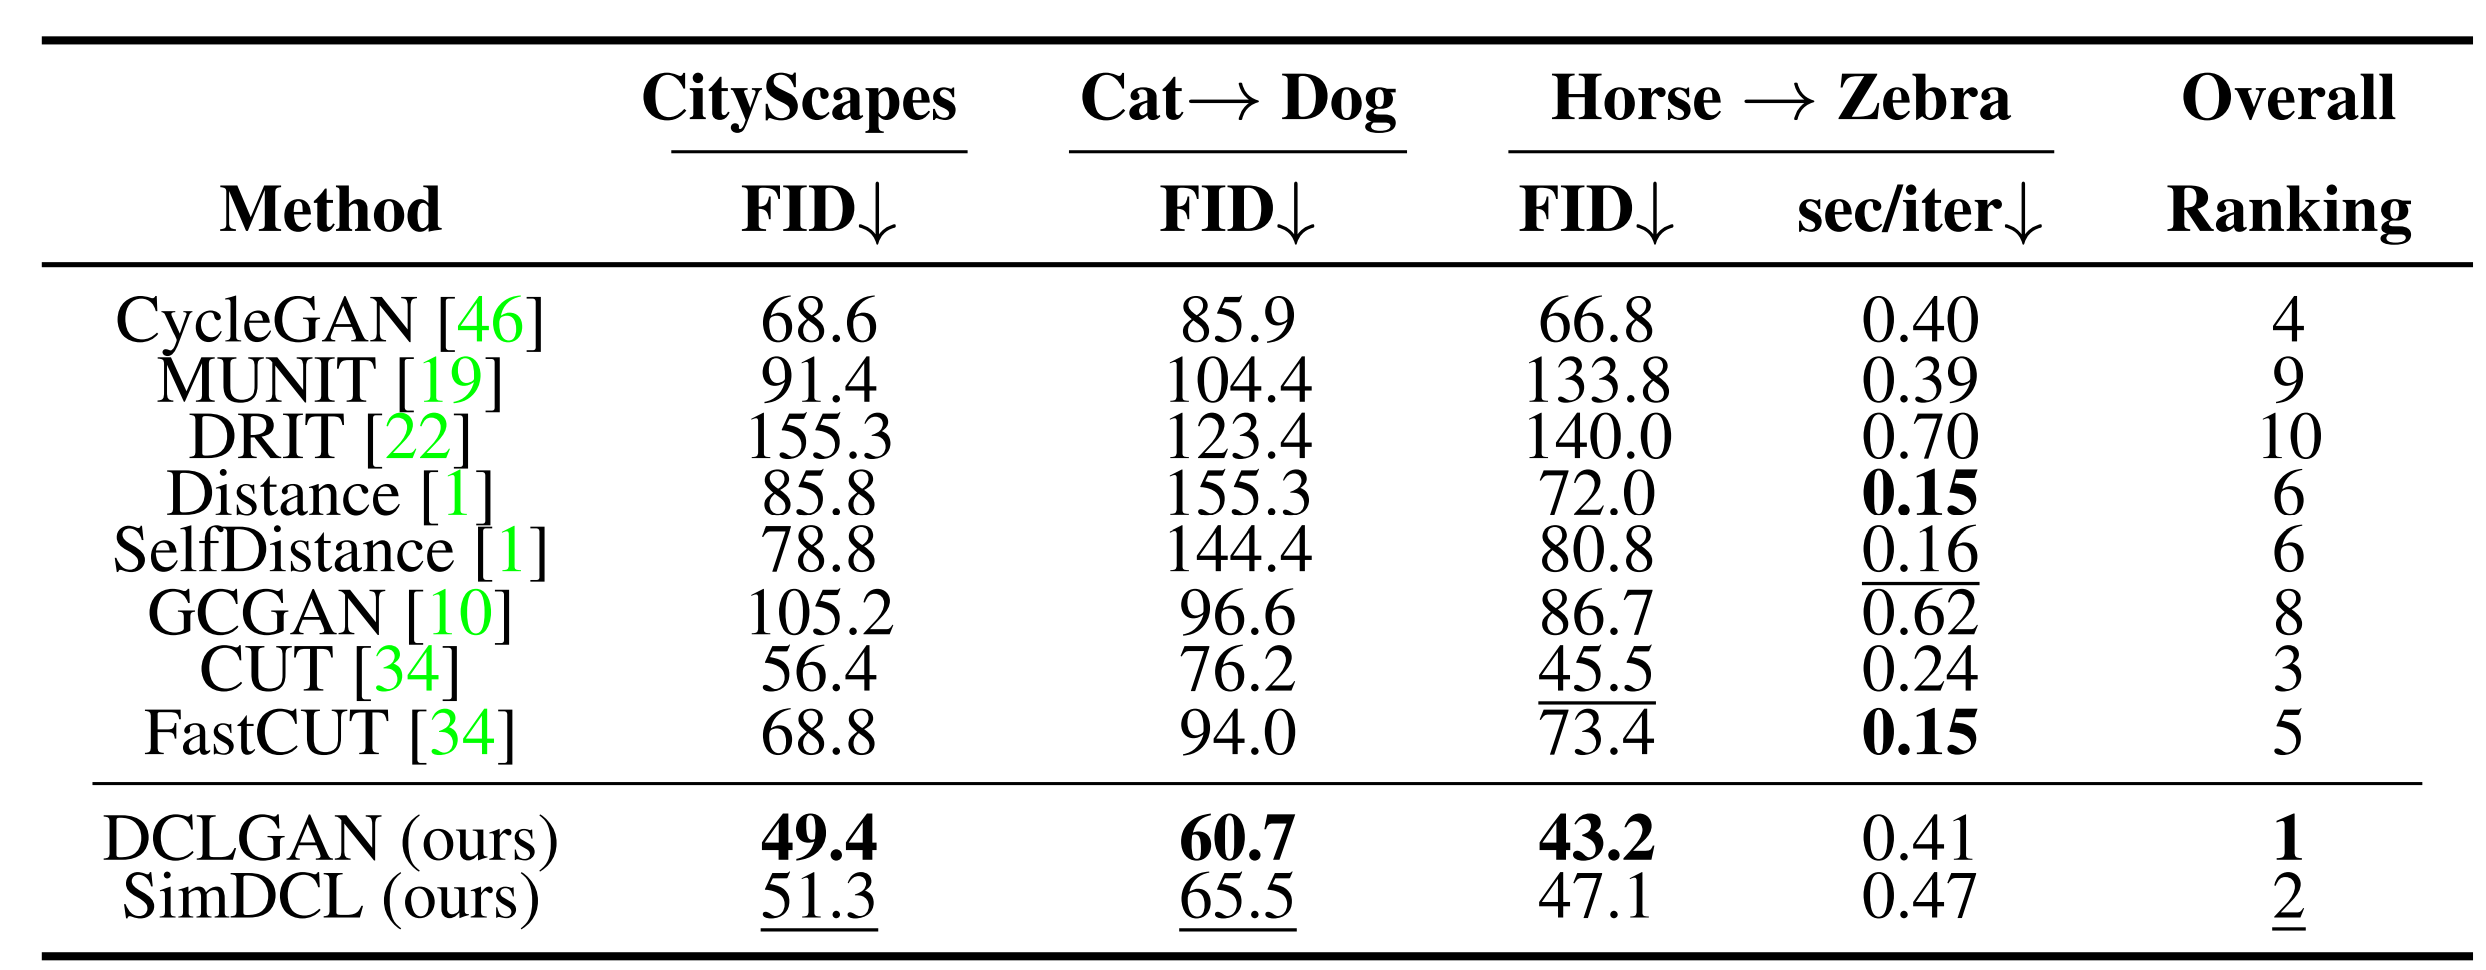 CityScapes Cat→ Dog Horse → Zebra Overall
Method FID↓ FID↓ FID↓ sec/iter↓ Ranking
CycleGAN [46] 68.6 85.9 66.8 0.40 4
MUNIT [19] 91.4 104.4 133.8 0.39 9
DRIT [22] 155.3 123.4 140.0 0.70 10
Distance [1] 85.8 155.3 72.0 0.15 6
SelfDistance [1] 78.8 144.4 80.8 0.16 6
GCGAN [10] 105.2 96.6 86.7 0.62 8
CUT [34] 56.4 76.2 45.5 0.24 3
FastCUT [34] 68.8 94.0 73.4 0.15 5
DCLGAN (ours) 49.4 60.7 43.2 0.41 1
SimDCL (ours) 51.3 65.5 47.1 0.47 2